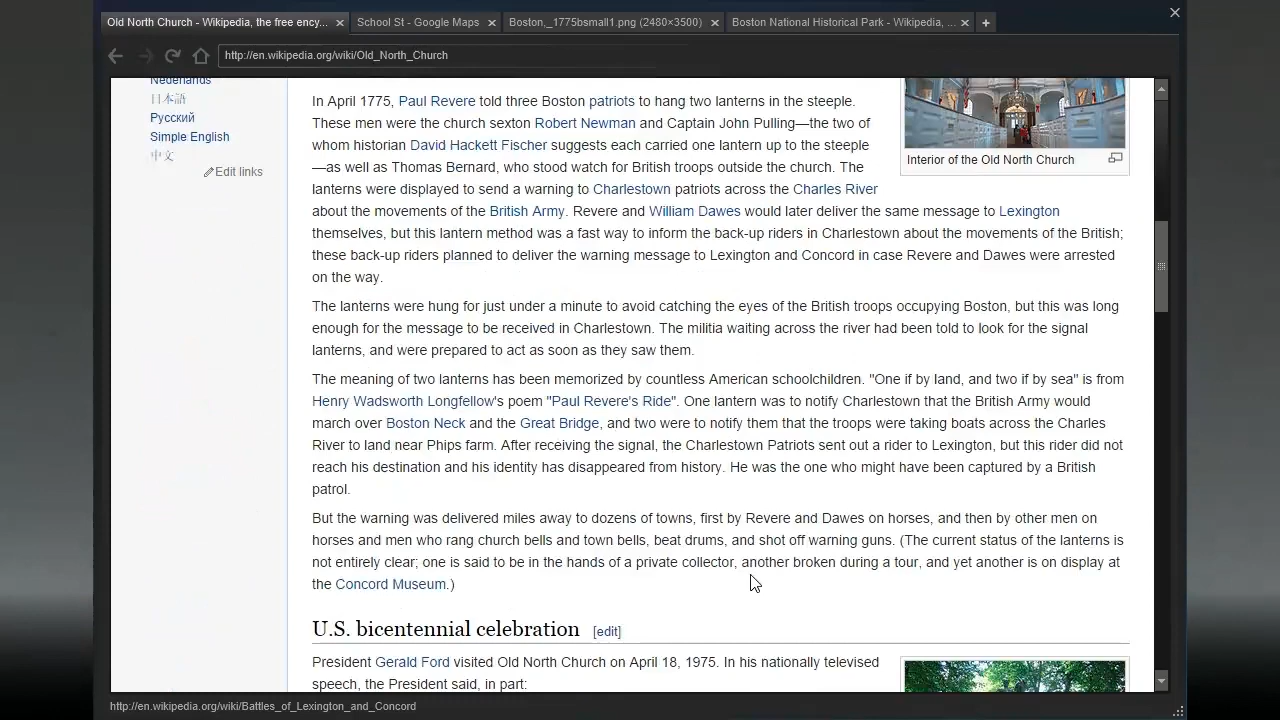 Old North Church - Wikipedia, the free ency...
School St - Google Maps
Boston,_1775bsmall1.png (2480×3500)
Boston National Historical Park - Wikipedia, ...
http://en.wikipedia.org/wiki/Old_North_Church
Nederlands
日本語
Русский
Simple English
中文
Edit links
In April 1775, Paul Revere told three Boston patriots to hang two lanterns in the steeple.
These men were the church sexton Robert Newman and Captain John Pulling—the two of
whom historian David Hackett Fischer suggests each carried one lantern up to the steeple
—as well as Thomas Bernard, who stood watch for British troops outside the church. The
lanterns were displayed to send a warning to Charlestown patriots across the Charles River
about the movements of the British Army. Revere and William Dawes would later deliver the same message to Lexington
themselves, but this lantern method was a fast way to inform the back-up riders in Charlestown about the movements of the British;
these back-up riders planned to deliver the warning message to Lexington and Concord in case Revere and Dawes were arrested
on the way.
Interior of the Old North Church
The lanterns were hung for just under a minute to avoid catching the eyes of the British troops occupying Boston, but this was long
enough for the message to be received in Charlestown. The militia waiting across the river had been told to look for the signal
lanterns, and were prepared to act as soon as they saw them.
The meaning of two lanterns has been memorized by countless American schoolchildren. "One if by land, and two if by sea" is from
Henry Wadsworth Longfellow's poem "Paul Revere's Ride". One lantern was to notify Charlestown that the British Army would
march over Boston Neck and the Great Bridge, and two were to notify them that the troops were taking boats across the Charles
River to land near Phips farm. After receiving the signal, the Charlestown Patriots sent out a rider to Lexington, but this rider did not
reach his destination and his identity has disappeared from history. He was the one who might have been captured by a British
patrol.
But the warning was delivered miles away to dozens of towns, first by Revere and Dawes on horses, and then by other men on
horses and men who rang church bells and town bells, beat drums, and shot off warning guns. (The current status of the lanterns is
not entirely clear; one is said to be in the hands of a private collector, another broken during a tour, and yet another is on display at
the Concord Museum.)
U.S. bicentennial celebration [edit]
President Gerald Ford visited Old North Church on April 18, 1975. In his nationally televised
speech, the President said, in part:
http://en.wikipedia.org/wiki/Battles_of_Lexington_and_Concord